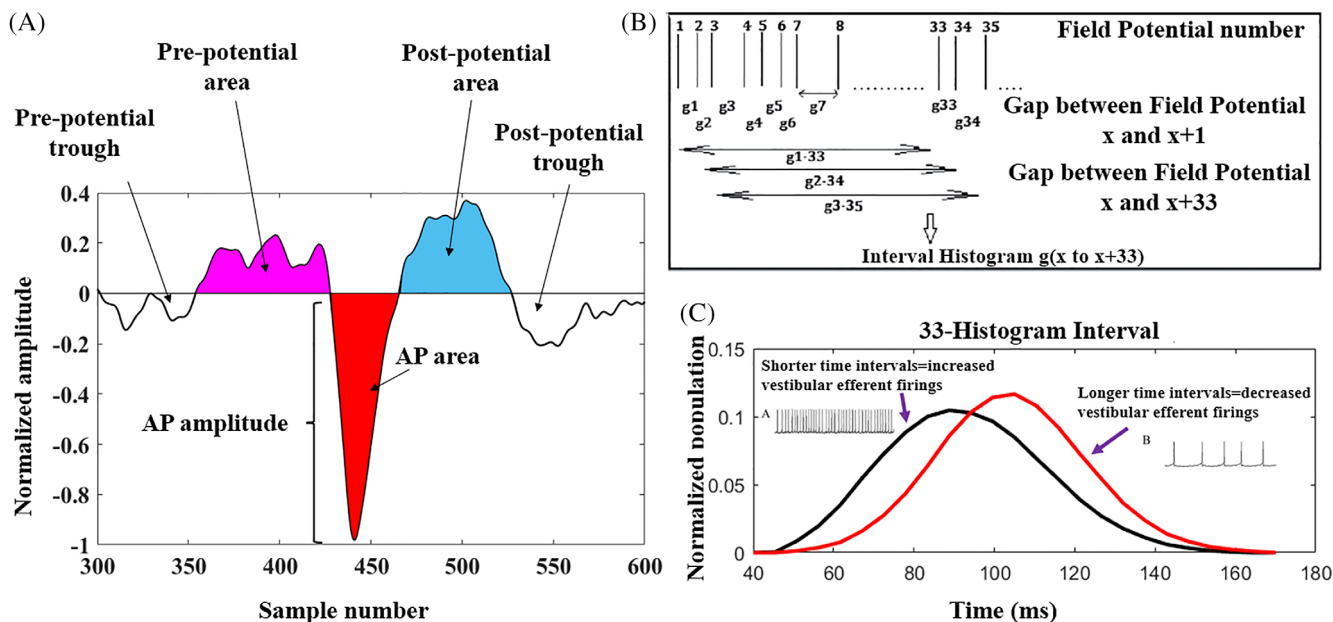 (A)
Pre-potential
area
Post-potential
area
Pre-potential
trough
Post-potential
trough
Normalized amplitude
0.4
0.2
0
-0.2
-0.4
-0.6
-0.8
-1
AP area
AP amplitude
300 350 400 450 500 550 600
Sample number
(B)
1 2 3 4 5 6 7 8 33 34 35
Field Potential number
g1 g3 g5 g7 g33
g2 g4 g6 g34
Gap between Field Potential
x and x+1
g1-33
g2-34
g3-35
Gap between Field Potential
x and x+33
Interval Histogram g(x to x+33)
(C)
33-Histogram Interval
Normalized population
0.15
0.1
0.05
0
Shorter time intervals=increased
vestibular efferent firings
A
Longer time intervals=decreased
vestibular efferent firings
B
40 60 80 100 120 140 160 180
Time (ms)